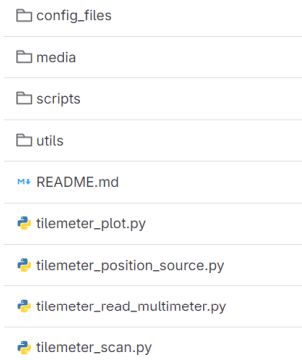 config_files
media
scripts
utils
README.md
tilemeter_plot.py
tilemeter_position_source.py
tilemeter_read_multimeter.py
tilemeter_scan.py